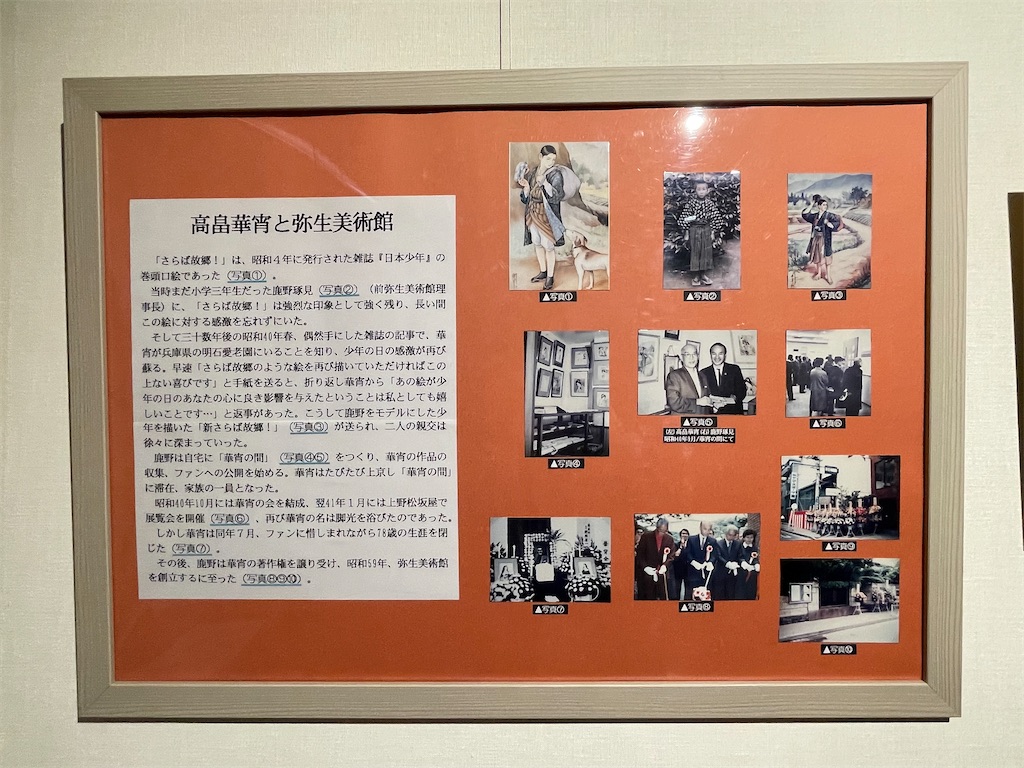 高畠華宵と弥生美術館
「さらば故郷！」は、昭和４年に発行された雑誌『日本少年』の
巻頭口絵であった（写真①）。
当時まだ小学三年生だった鹿野琢見（写真②）（前弥生美術館理
事長）に、「さらば故郷！」は強烈な印象として強く残り、長い間
この絵に対する感激を忘れずにいた。
そして三十数年後の昭和40年春、偶然手にした雑誌の記事で、華
宵が兵庫県の明石愛老園にいることを知り、少年の日の感激が再び
蘇る。早速「さらば故郷のような絵を再び描いていただければこの
上ない喜びです」と手紙を送ると、折り返し華宵から「あの絵が少
年の日のあなたの心に良き影響を与えたということは私としても嬉
しいことです…」と返事があった。こうして鹿野をモデルにした少
年を描いた「新さらば故郷！」（写真③）が送られ、二人の親交は
徐々に深まっていった。
鹿野は自宅に「華宵の間」（写真④⑤）をつくり、華宵の作品の
収集、ファンへの公開を始める。華宵はたびたび上京し「華宵の間」
に滞在、家族の一員となった。
昭和40年10月には華宵の会を結成、翌41年１月には上野松坂屋で
展覧会を開催（写真⑥）、再び華宵の名は脚光を浴びたのであった。
しかし華宵は同年７月、ファンに惜しまれながら78歳の生涯を閉
じた（写真⑦）。
その後、鹿野は華宵の著作権を譲り受け、昭和59年、弥生美術館
を創立するに至った（写真⑧⑨⑩）。
▲写真①
▲写真②
▲写真③
▲写真④
▲写真⑤
(左)高畠華宵 (右)鹿野琢見
▲写真⑥
▲写真⑦
▲写真⑧
▲写真⑨
▲写真⑩